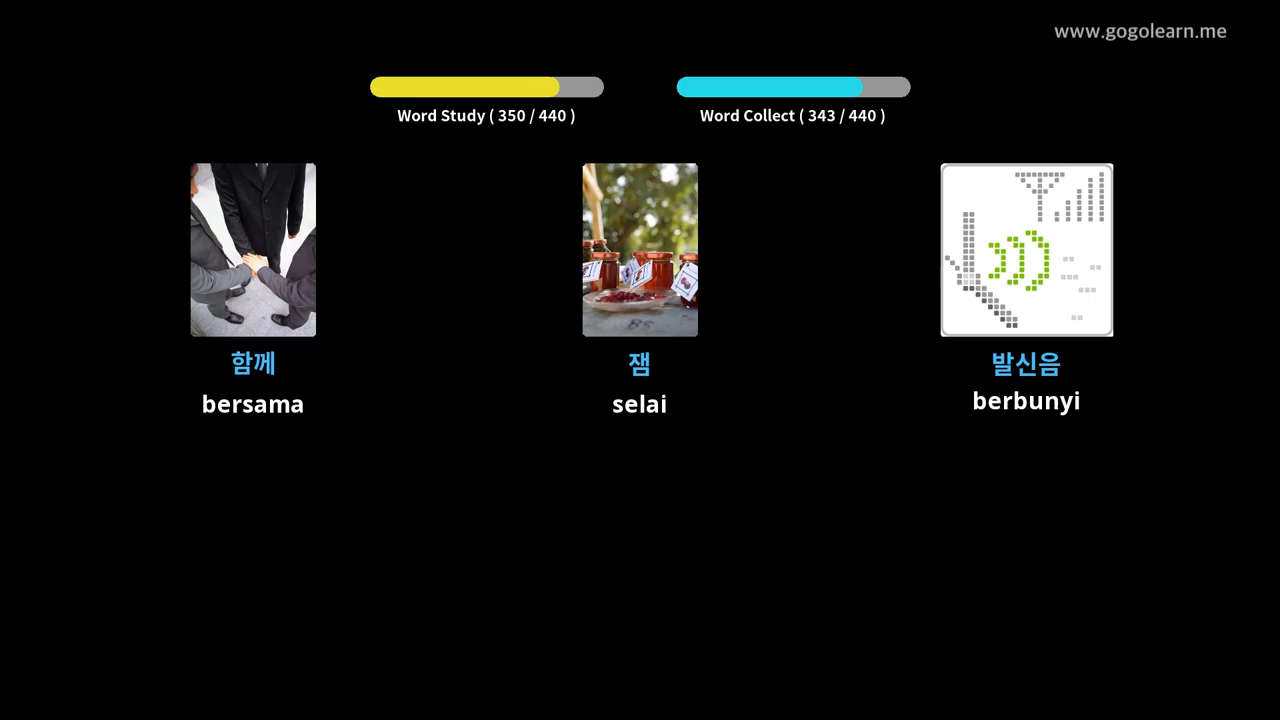 www.gogolearn.me
Word Study ( 350 / 440 )
Word Collect ( 343 / 440 )
함께
bersama
잼
selai
발신음
berbunyi